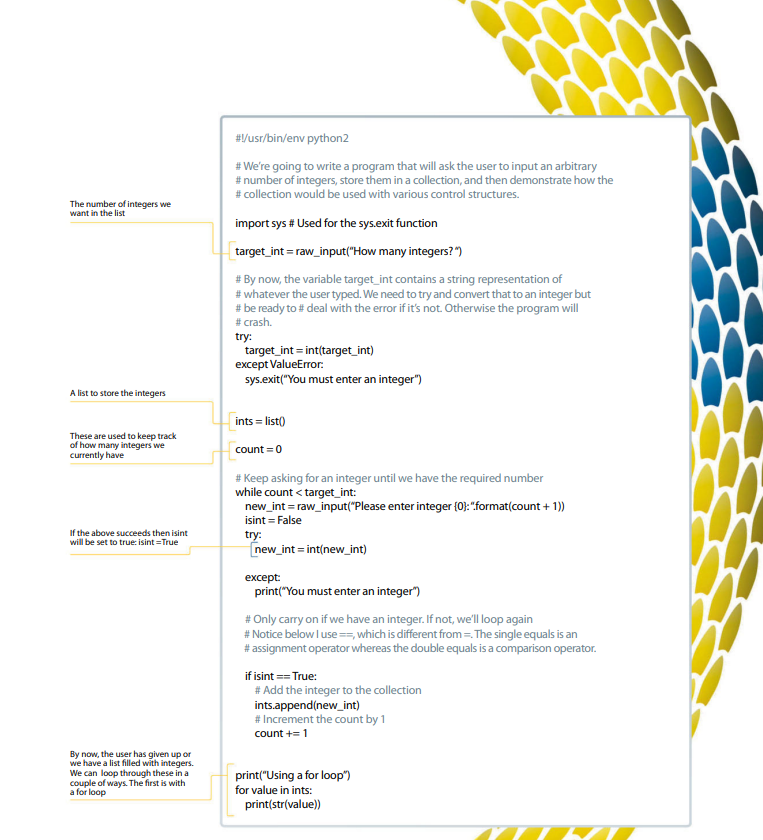 #!/usr/bin/env python2
# We're going to write a program that will ask the user to input an arbitrary
# number of integers, store them in a collection, and then demonstrate how the
# collection would be used with various control structures.
The number of integers we
want in the list
import sys # Used for the sys.exit function
target_int = raw_input("How many integers? ")
# By now, the variable target_int contains a string representation of
# whatever the user typed. We need to try and convert that to an integer but
# be ready to # deal with the error if it's not. Otherwise the program will
# crash.
try:
target_int = int(target_int)
except ValueError:
sys.exit("You must enter an integer")
A list to store the integers
ints = list()
These are used to keep track
of how many integers we
currently have
count = 0
# Keep asking for an integer until we have the required number
while count < target_int:
new_int = raw_input("Please enter integer {0}: ".format(count + 1))
isint = False
try:
If the above succeeds then isint
will be set to true: isint =True
new_int = int(new_int)
except:
print("You must enter an integer")
# Only carry on if we have an integer. If not, we'll loop again
# Notice below I use ==, which is different from =. The single equals is an
# assignment operator whereas the double equals is a comparison operator.
if isint == True:
# Add the integer to the collection
ints.append(new_int)
# Increment the count by 1
count += 1
By now, the user has given up or
we have a list filled with integers.
We can loop through these in a
couple of ways. The first is with
a for loop
print("Using a for loop")
for value in ints:
print(str(value))